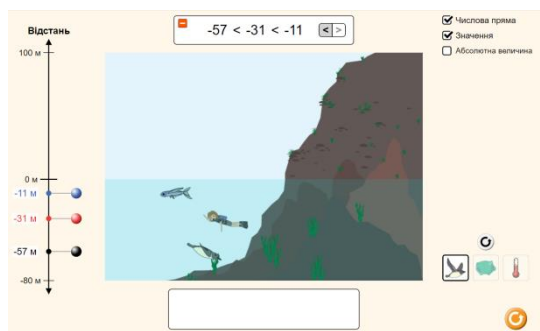 -57 < -31 < -11
< >
Числова пряма
Значення
Абсолютна величина
Відстань
100 м
0 м
-11 м
-31 м
-57 м
-80 м